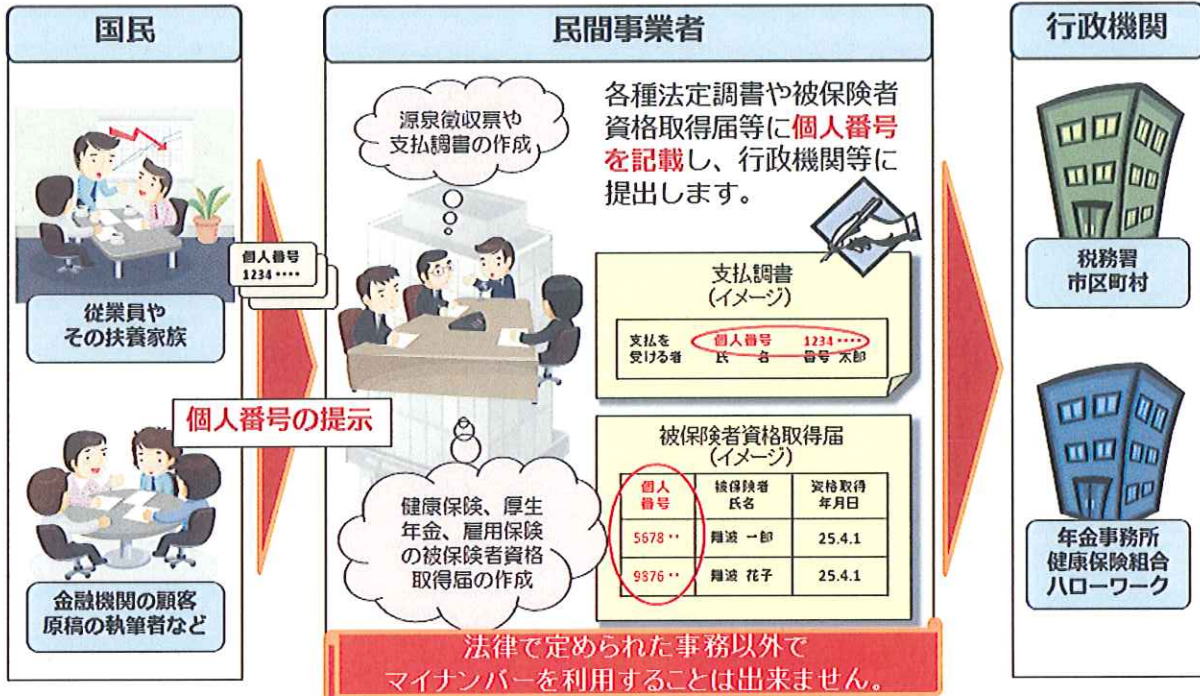 国民
従業員や
その扶養家族
金融機関の顧客
原稿の執筆者など
個人番号
1234 ‥‥
個人番号の提示
民間事業者
源泉徴収票や
支払調書の作成
各種法定調書や被保険者
資格取得届等に個人番号
を記載し、行政機関等に
提出します。
支払調書
(イメージ)
支払を 個人番号 1234 ‥‥
受ける者 氏 名 番号 太郎
健康保険、厚生
年金、雇用保険
の被保険者資格
取得届の作成
被保険者資格取得届
(イメージ)
個人 被保険者 資格取得
番号 氏名 年月日
5678 ‥ 難波 一郎 25.4.1
9876 ‥ 難波 花子 25.4.1
法律で定められた事務以外で
マイナンバーを利用することは出来ません。
行政機関
税務署
市区町村
年金事務所
健康保険組合
ハローワーク